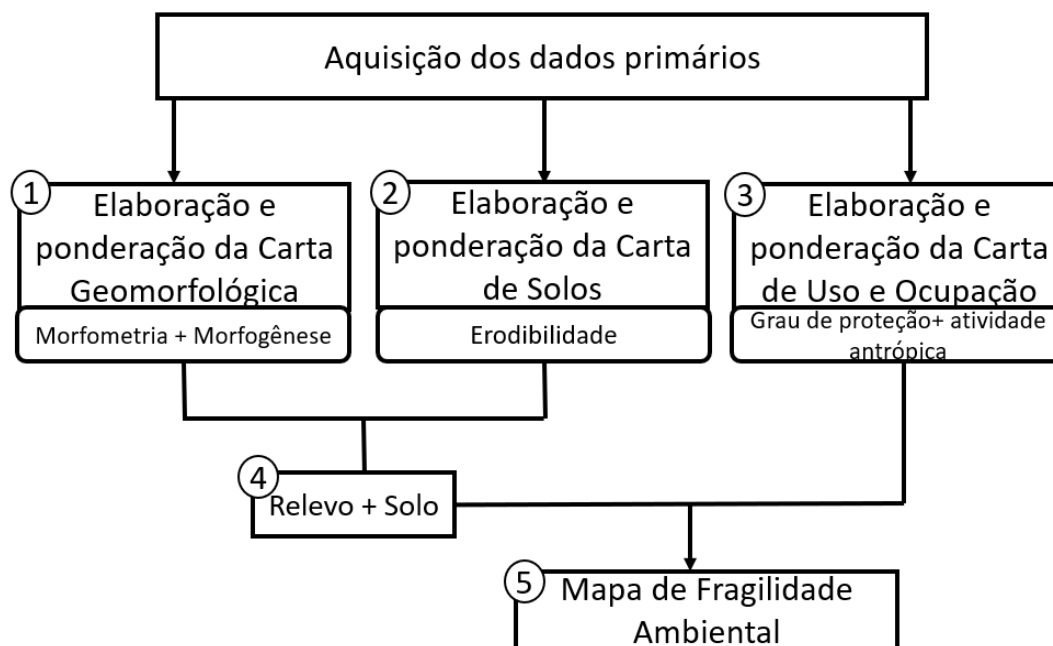 Aquisição dos dados primários
1
Elaboração e
ponderação da Carta
Geomorfológica
Morfometria + Morfogênese
2
Elaboração e
ponderação da Carta
de Solos
Erodibilidade
3
Elaboração e
ponderação da Carta
de Uso e Ocupação
Grau de proteção+ atividade
antrópica
4
Relevo + Solo
5
Mapa de Fragilidade
Ambiental